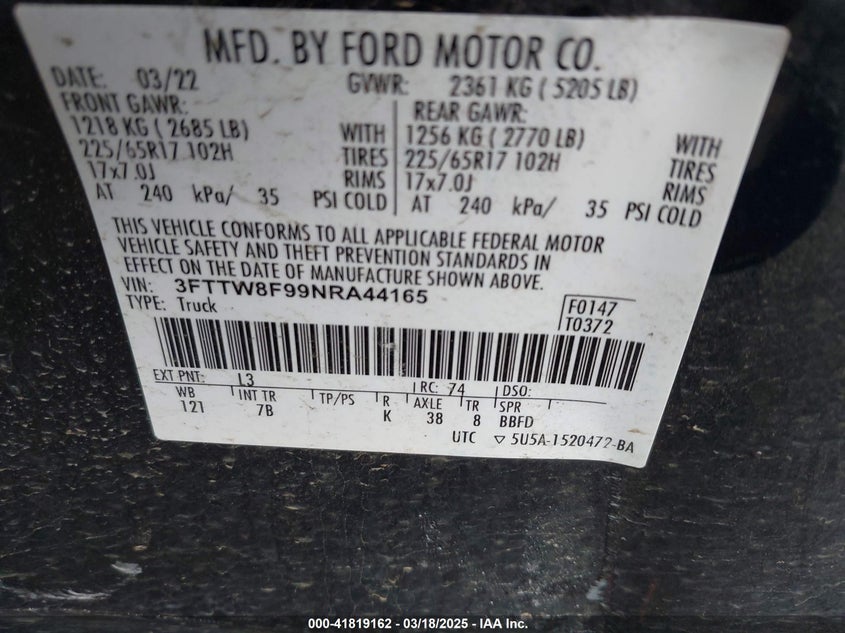 MFD. BY FORD MOTOR CO.
DATE: 03/22 GVWR: 2361 KG ( 5205 LB)
FRONT GAWR: REAR GAWR:
1218 KG ( 2685 LB) WITH 1256 KG ( 2770 LB) WITH
225/65R17 102H TIRES 225/65R17 102H TIRES
17x7.0J RIMS 17x7.0J RIMS
AT 240 kPa/ 35 PSI COLD AT 240 kPa/ 35 PSI COLD
THIS VEHICLE CONFORMS TO ALL APPLICABLE FEDERAL MOTOR
VEHICLE SAFETY AND THEFT PREVENTION STANDARDS IN
EFFECT ON THE DATE OF MANUFACTURE SHOWN ABOVE.
VIN: 3FTTW8F99NRA44165
TYPE: Truck
F0147
T0372
EXT PNT: L3 RC: 74 DSO:
WB INT TR TP/PS R AXLE TR SPR
121 7B K 38 8 BBFD
UTC ▽ 5U5A-1520472-BA
000-41819162 - 03/18/2025 - IAA Inc.